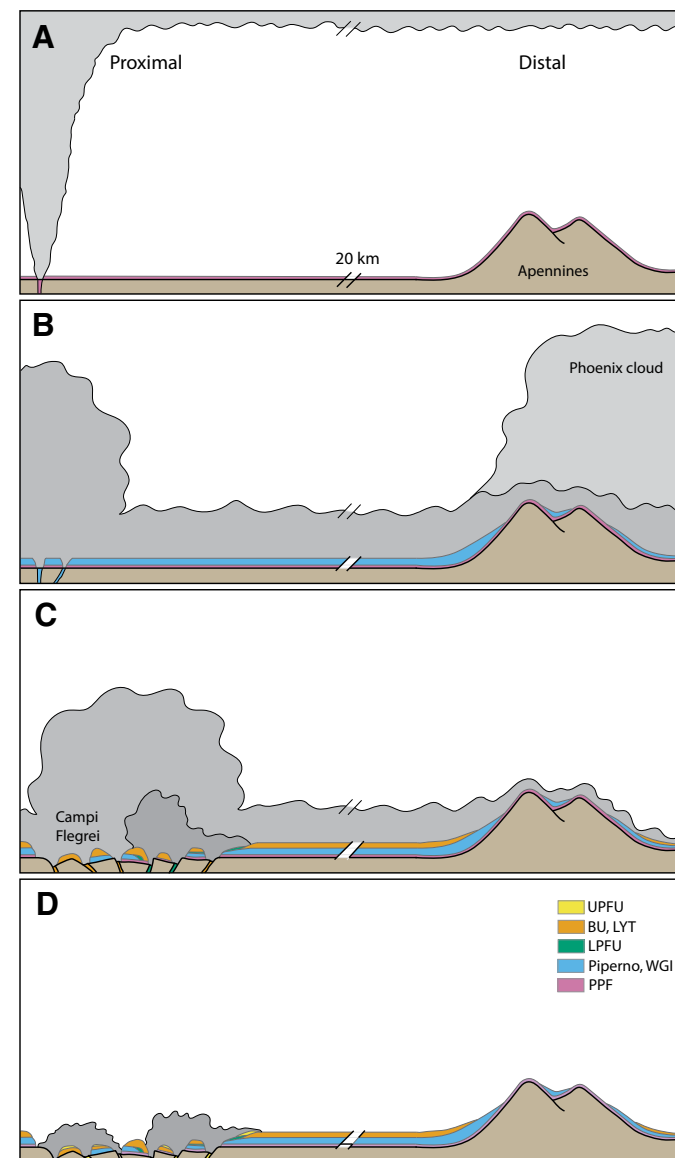 A
Proximal
Distal
20 km
Apennines
B
Phoenix cloud
C
Campi
Flegrei
D
UPFU
BU, LYT
LPFU
Piperno, WGI
PPF